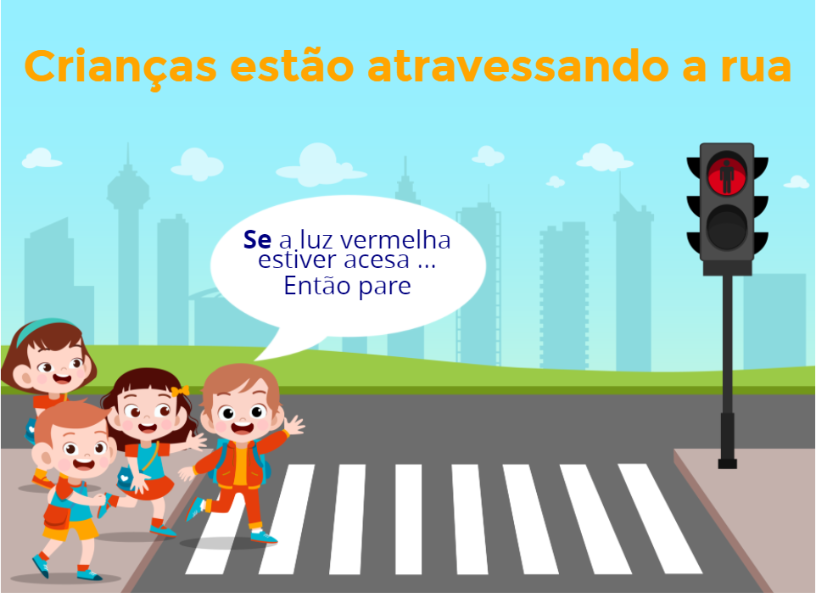 Crianças estão atravessando a rua
Se a luz vermelha
estiver acesa ...
Então pare